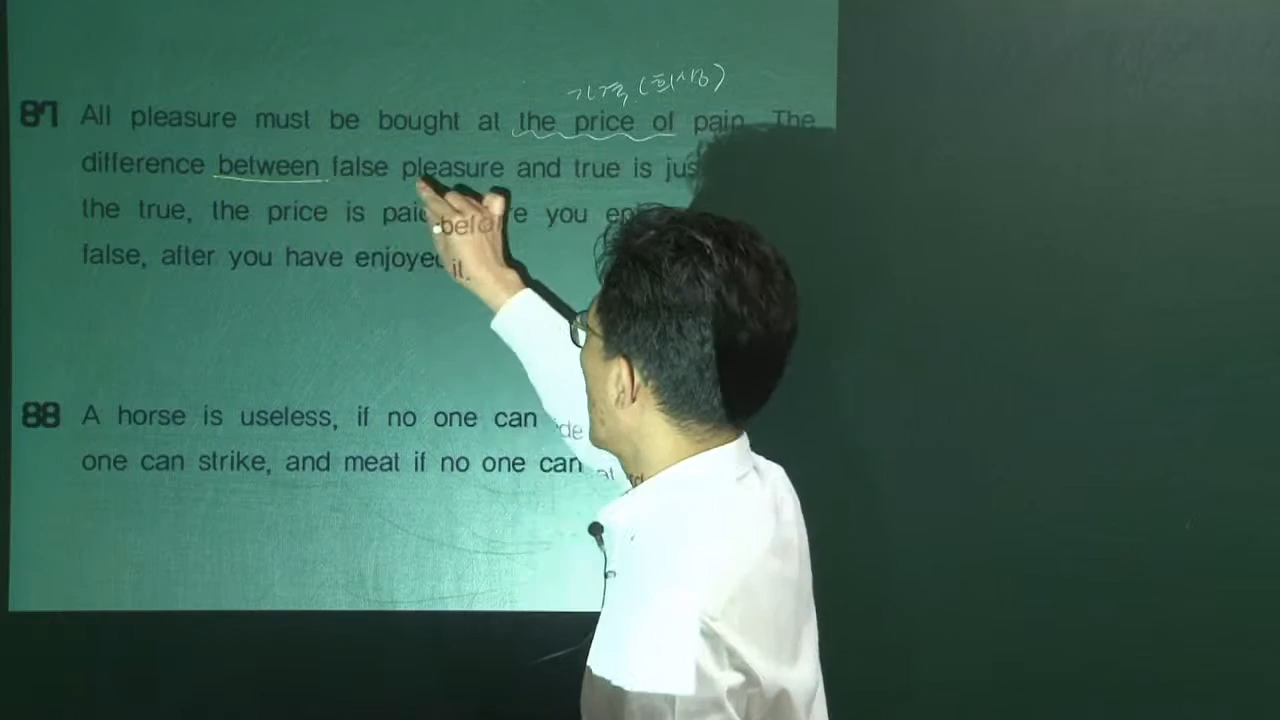 가격(희생)
87 All pleasure must be bought at the price of pain. The
difference between false pleasure and true is
the true, the price is paid before you
false, after you have enjoyed it.
88 A horse is useless, if no one can
one can strike, and meat if no one can